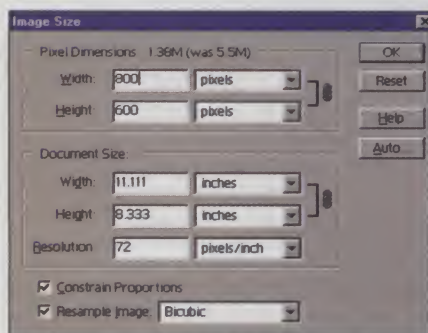 Image Size
Pixel Dimensions 1.38M (was 5.5M)
Width: 800 pixels
Height: 600 pixels
OK
Reset
Help
Auto...
Document Size:
Width: 11.111 inches
Height: 8.333 inches
Resolution 72 pixels/inch
Constrain Proportions
Resample Image: Bicubic